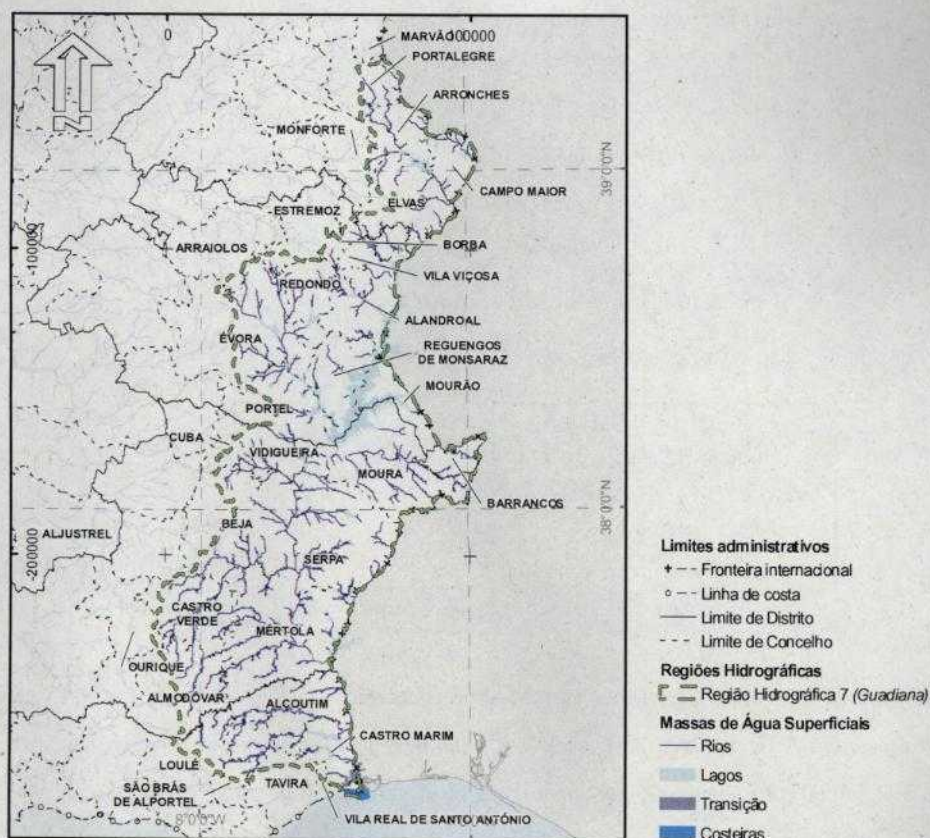 0
100000
MARVÃO
PORTALEGRE
ARRONCHES
N
MONFORTE
39°0'0"N
CAMPO MAIOR
ELVAS
ESTREMOZ
-100000
ARRAIOLOS
BORBA
VILA VIÇOSA
REDONDO
ALANDROAL
ÉVORA
REGUENGOS
DE MONSARAZ
MOURÃO
PORTEL
CUBA
VIDIGUEIRA
MOURA
BARRANCOS
38°0'0"N
BEJA
ALJUSTREL
-200000
SERPA
CASTRO
VERDE
MÉRTOLA
OURIQUE
ALMODÔVAR
ALCOUTIM
CASTRO MARIM
LOULÉ
TAVIRA
SÃO BRÁS
DE ALPORTEL
8°0'0"W
VILA REAL DE SANTO ANTÓNIO
Limites administrativos
Fronteira internacional
Linha de costa
Limite de Distrito
Limite de Concelho
Regiões Hidrográficas
Região Hidrográfica 7 (Guadiana)
Massas de Água Superficiais
Rios
Lagos
Transição
Costeiras